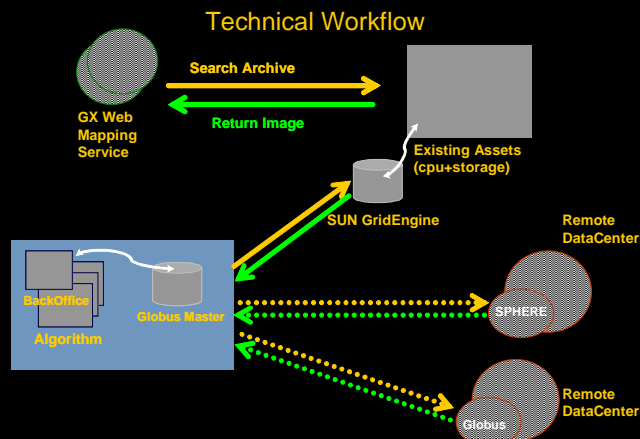 Technical Workflow
Search Archive
Return Image
GX Web
Mapping
Service
Existing Assets
(cpu+storage)
SUN GridEngine
Remote
DataCenter
BackOffice
Globus Master
Algorithm
SPHERE
Remote
DataCenter
Globus